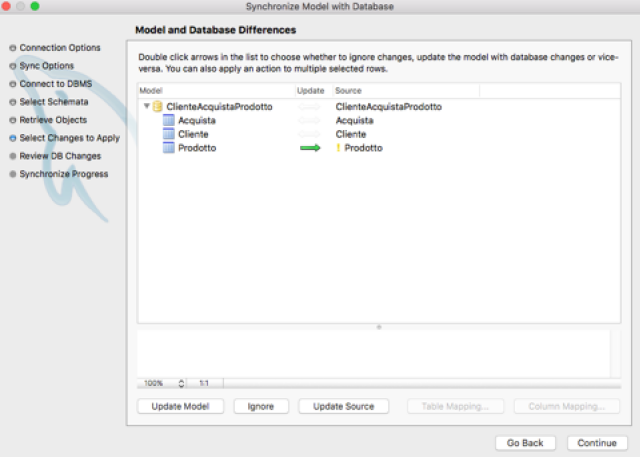 Synchronize Model with Database
Connection Options
Sync Options
Connect to DBMS
Select Schemata
Retrieve Objects
Select Changes to Apply
Review DB Changes
Synchronize Progress
Model and Database Differences
Double click arrows in the list to choose whether to ignore changes, update the model with database changes or vice-
versa. You can also apply an action to multiple selected rows.
Model Update Source
ClienteAcquistaProdotto ClienteAcquistaProdotto
Acquista Acquista
Cliente Cliente
Prodotto ! Prodotto
100% 1:1
Update Model Ignore Update Source Table Mapping... Column Mapping...
Go Back Continue